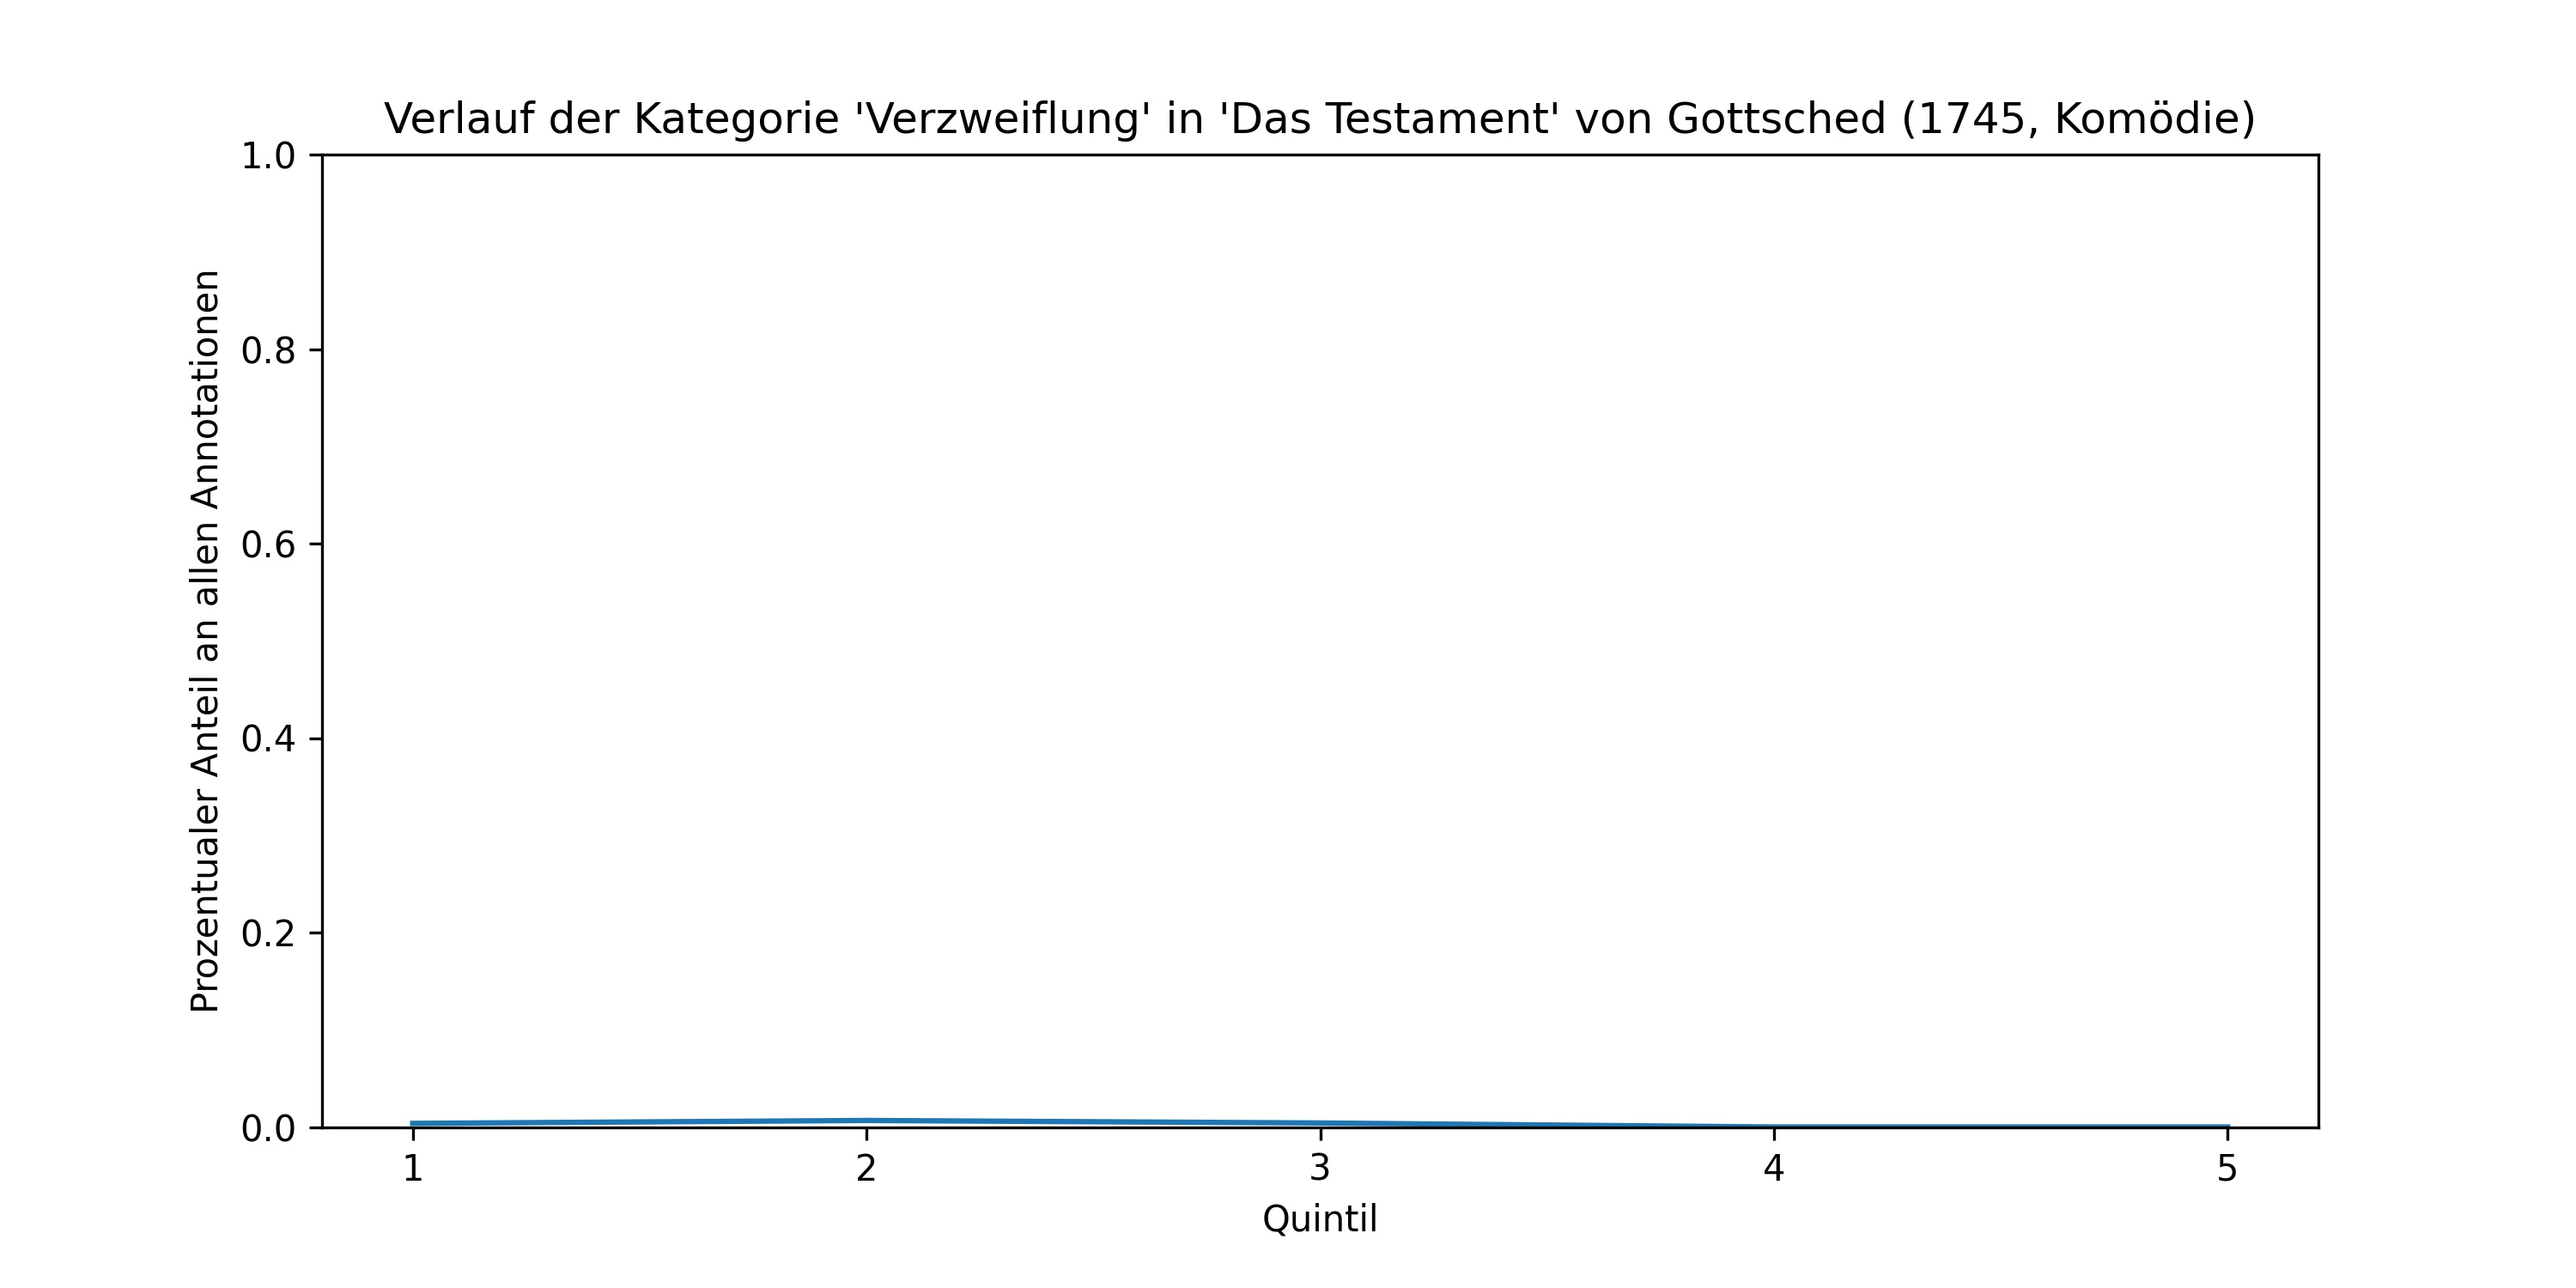 Verlauf der Kategorie 'Verzweiflung' in 'Das Testament' von Gottsched (1745, Komödie)
Prozentualer Anteil an allen Annotationen
1.0
0.8
0.6
0.4
0.2
0.0
1 2 3 4 5
Quintil